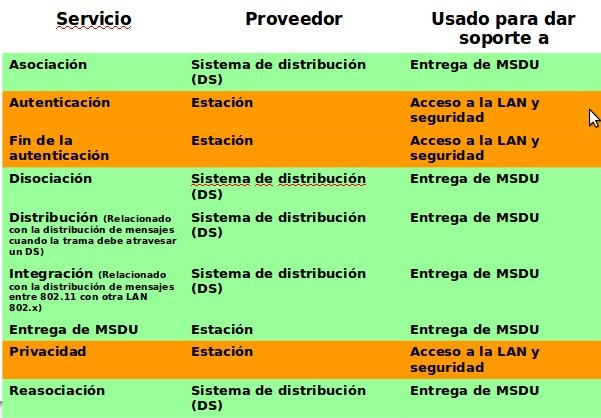 Servicio Proveedor Usado para dar
soporte a
Asociación Sistema de distribución Entrega de MSDU
(DS)
Autenticación Estación Acceso a la LAN y
seguridad
Fin de la Estación Acceso a la LAN y
autenticación seguridad
Disociación Sistema de distribución Entrega de MSDU
(DS)
Distribución (Relacionado Sistema de distribución Entrega de MSDU
con la distribución de mensajes (DS)
cuando la trama debe atravesar
un DS)
Integración (Relacionado Sistema de distribución Entrega de MSDU
con la distribución de mensajes (DS)
entre 802.11 con otra LAN
802.x)
Entrega de MSDU Estación Entrega de MSDU
Privacidad Estación Acceso a la LAN y
seguridad
Reasociación Sistema de distribución Entrega de MSDU
(DS)